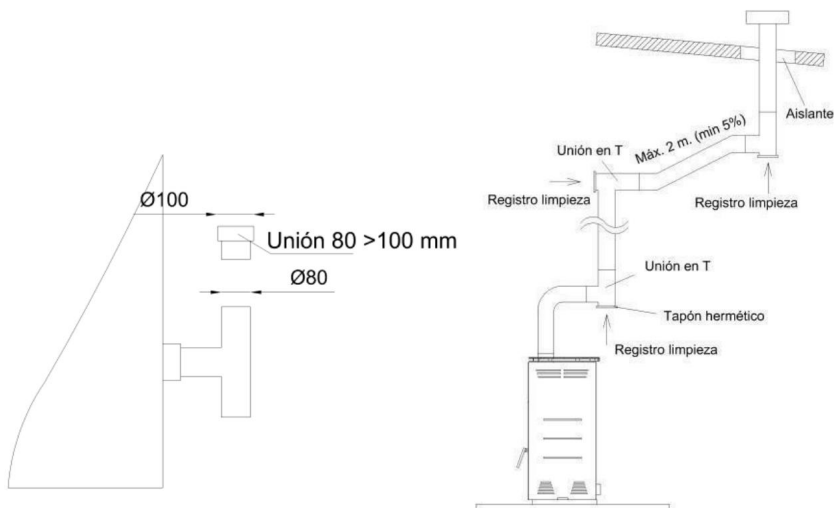 Ø100
Unión 80 >100 mm
Ø80
Aislante
Máx. 2 m. (min 5%)
Unión en T
Registro limpieza
Registro limpieza
Unión en T
Tapón hermético
Registro limpieza